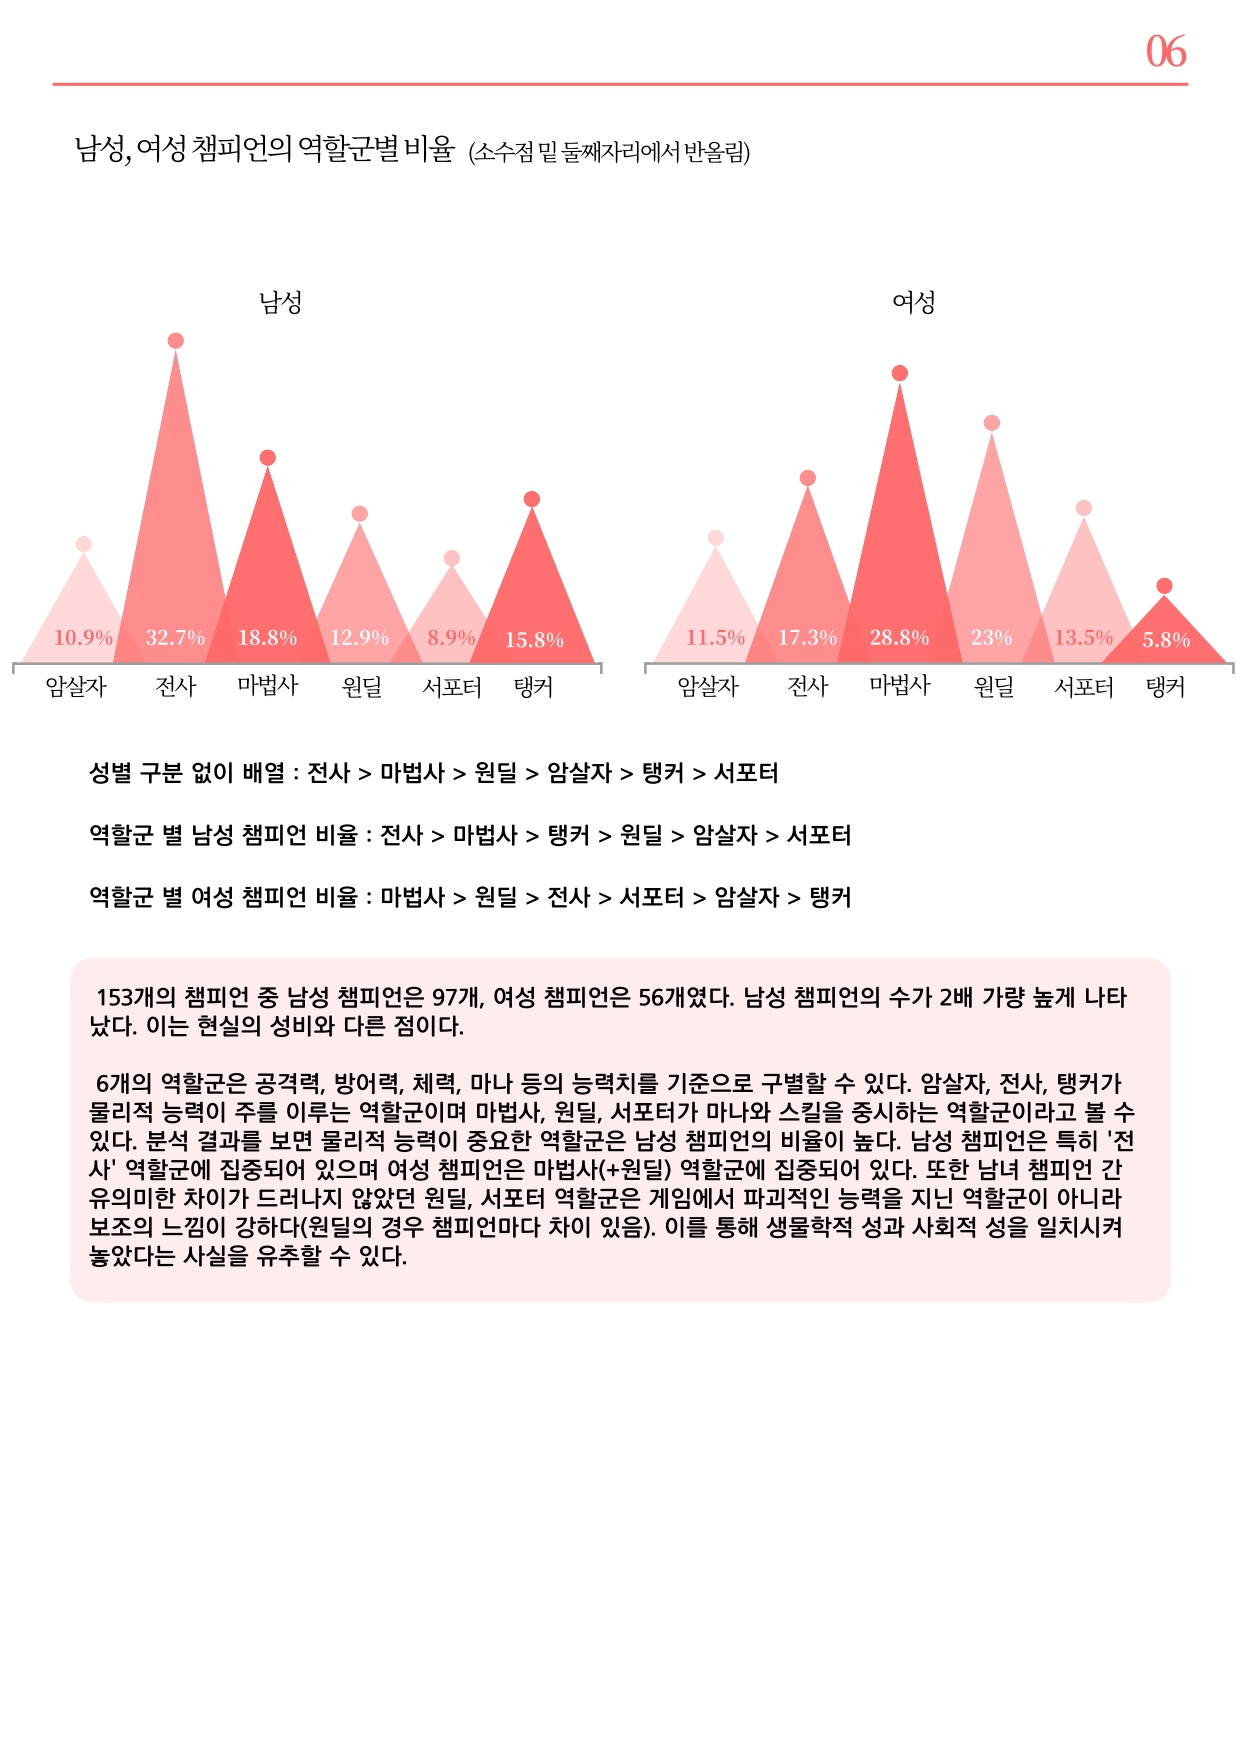 06
남성, 여성 챔피언의 역할군별 비율 (소수점 밑 둘째자리에서 반올림)
남성
여성
10.9% 32.7% 18.8% 12.9% 8.9% 15.8%
11.5% 17.3% 28.8% 23% 13.5% 5.8%
암살자 전사 마법사 원딜 서포터 탱커
암살자 전사 마법사 원딜 서포터 탱커
성별 구분 없이 배열 : 전사 > 마법사 > 원딜 > 암살자 > 탱커 > 서포터
역할군 별 남성 챔피언 비율 : 전사 > 마법사 > 탱커 > 원딜 > 암살자 > 서포터
역할군 별 여성 챔피언 비율 : 마법사 > 원딜 > 전사 > 서포터 > 암살자 > 탱커
153개의 챔피언 중 남성 챔피언은 97개, 여성 챔피언은 56개였다. 남성 챔피언의 수가 2배 가량 높게 나타
났다. 이는 현실의 성비와 다른 점이다.
6개의 역할군은 공격력, 방어력, 체력, 마나 등의 능력치를 기준으로 구별할 수 있다. 암살자, 전사, 탱커가
물리적 능력이 주를 이루는 역할군이며 마법사, 원딜, 서포터가 마나와 스킬을 중시하는 역할군이라고 볼 수
있다. 분석 결과를 보면 물리적 능력이 중요한 역할군은 남성 챔피언의 비율이 높다. 남성 챔피언은 특히 '전
사' 역할군에 집중되어 있으며 여성 챔피언은 마법사(+원딜) 역할군에 집중되어 있다. 또한 남녀 챔피언 간
유의미한 차이가 드러나지 않았던 원딜, 서포터 역할군은 게임에서 파괴적인 능력을 지닌 역할군이 아니라
보조의 느낌이 강하다(원딜의 경우 챔피언마다 차이 있음). 이를 통해 생물학적 성과 사회적 성을 일치시켜
놓았다는 사실을 유추할 수 있다.